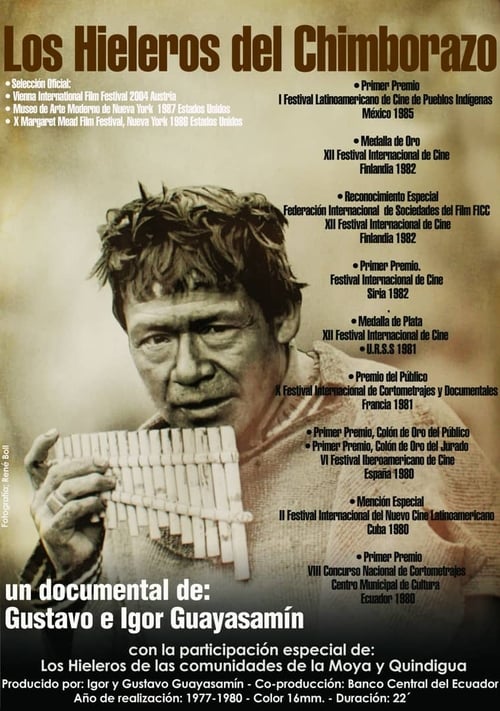 Los Hieleros del Chimborazo
• Selección Oficial:
• Vienna International Film Festival 2004 Austria
• Museo de Arte Moderno de Nueva York 1987 Estados Unidos
• X Margaret Mead Film Festival, Nueva York 1986 Estados Unidos
• Primer Premio
I Festival Latinoamericano de Cine de Pueblos Indígenas
México 1985
• Medalla de Oro
XII Festival Internacional de Cine
Finlandia 1982
• Reconocimiento Especial
Federación Internacional de Sociedades del Film FICC
XII Festival Internacional de Cine
Finlandia 1982
• Primer Premio.
Festival Internacional de Cine
Siria 1982
• Medalla de Plata
XII Festival Internacional de Cine
• U.R.S.S 1981
• Premio del Público
X Festival Internacional de Cortometrajes y Documentales
Francia 1981
• Primer Premio, Colón de Oro del Público
• Primer Premio, Colón de Oro del Jurado
VI Festival Iberoamericano de Cine
España 1980
• Mención Especial
II Festival Internacional del Nuevo Cine Latinoamericano
Cuba 1980
• Primer Premio
VIII Concurso Nacional de Cortometrajes
Centro Municipal de Cultura
Ecuador 1980
Fotografía: René Boll
un documental de:
Gustavo e Igor Guayasamín
con la participación especial de:
Los Hieleros de las comunidades de la Moya y Quindigua
Producido por: Igor y Gustavo Guayasamín - Co-producción: Banco Central del Ecuador
Año de realización: 1977-1980 - Color 16mm. - Duración: 22´